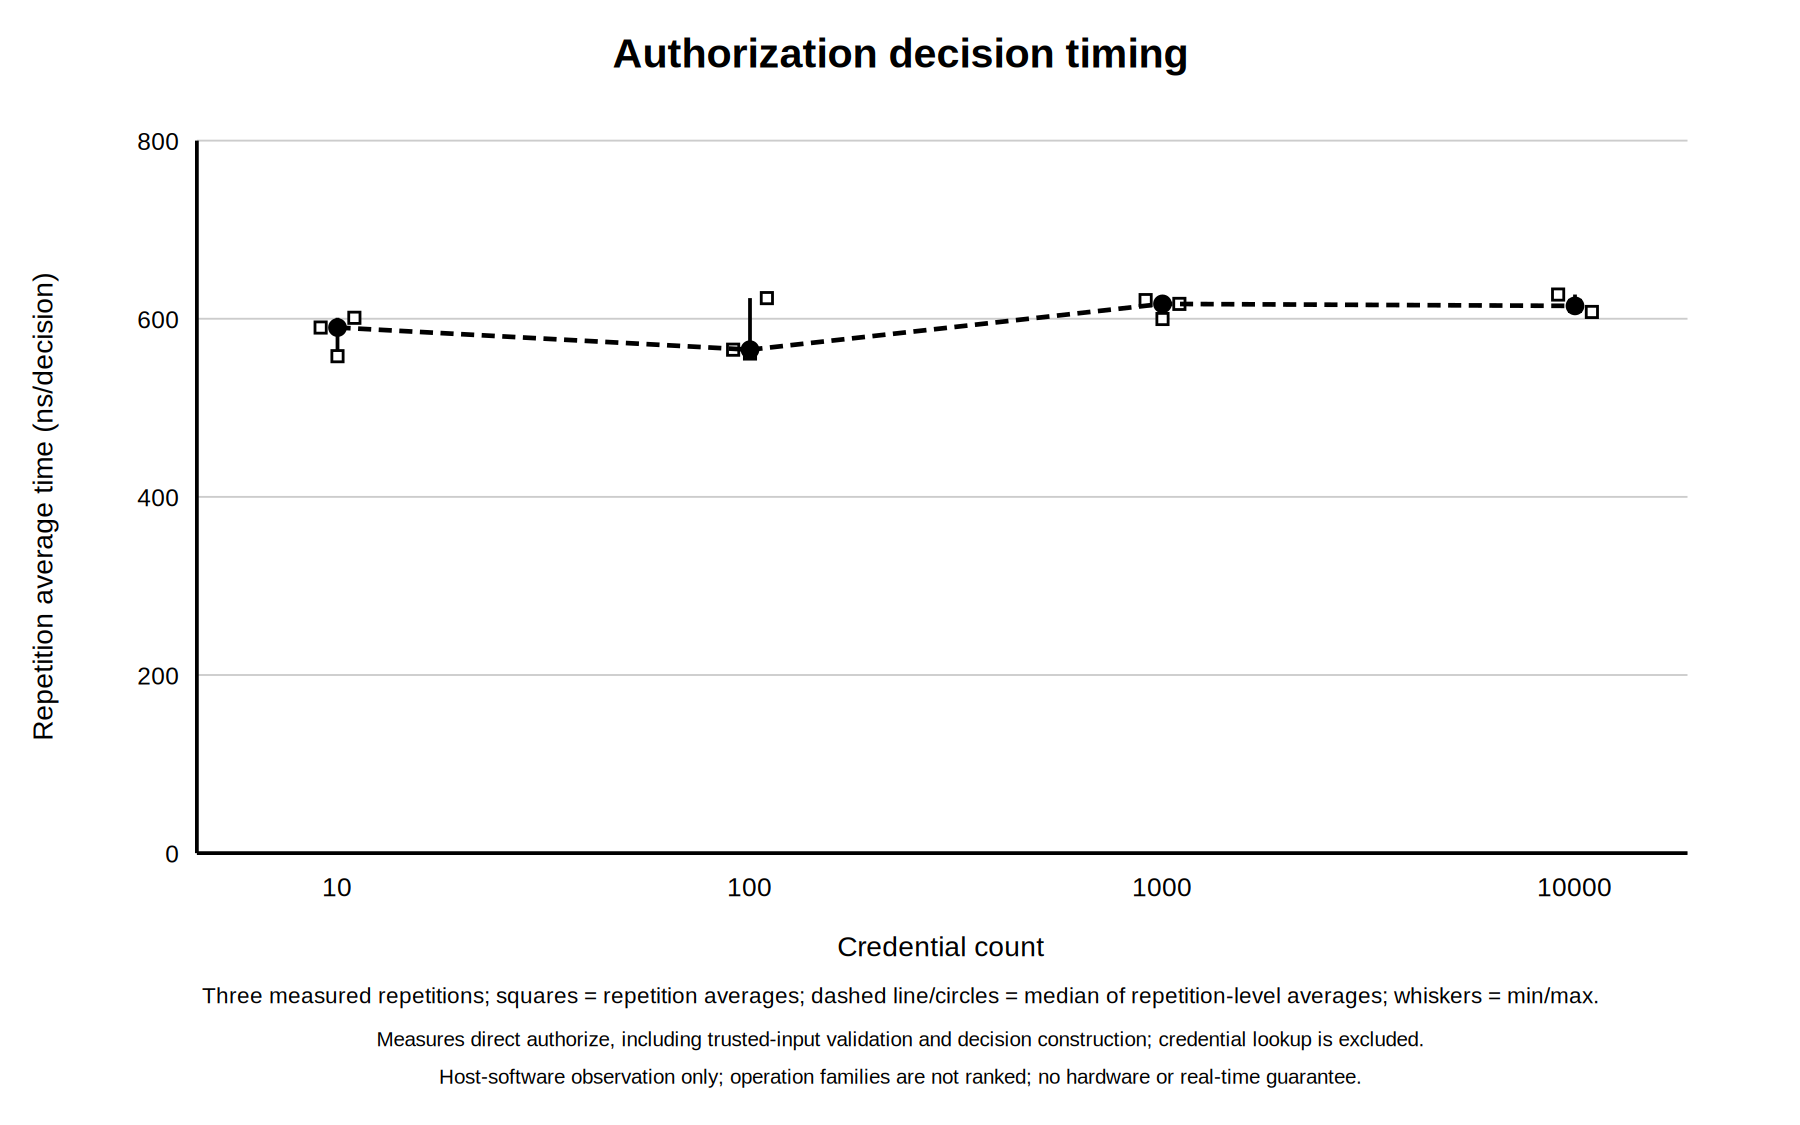 Authorization decision timing
800
600
400
200
0
Repetition average time (ns/decision)
10 100 1000 10000
Credential count
Three measured repetitions; squares = repetition averages; dashed line/circles = median of repetition-level averages; whiskers = min/max.
Measures direct authorize, including trusted-input validation and decision construction; credential lookup is excluded.
Host-software observation only; operation families are not ranked; no hardware or real-time guarantee.